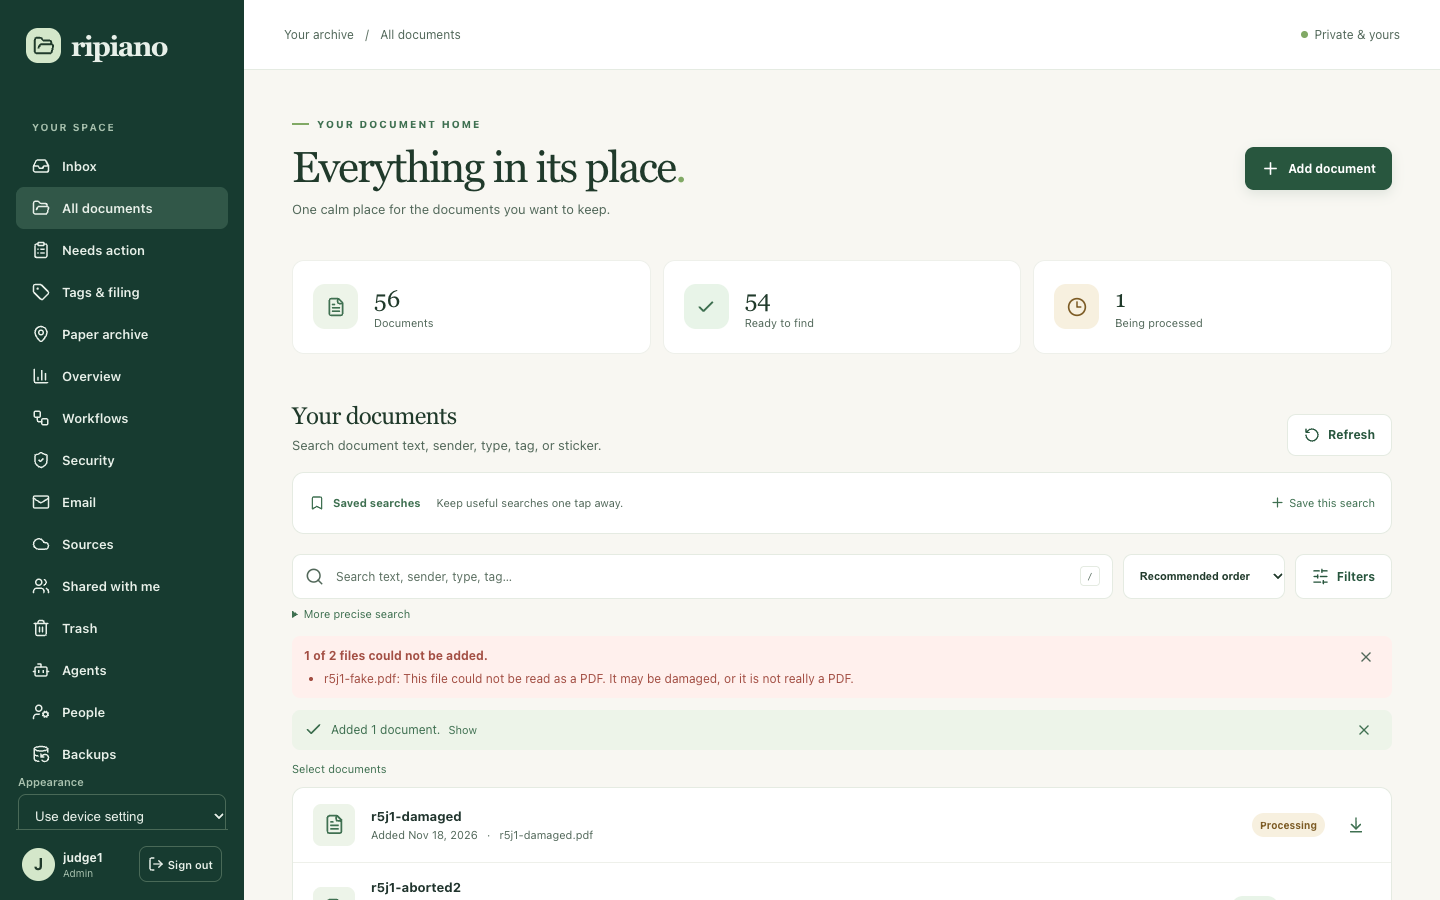 ripiano
Your archive / All documents
Private & yours
YOUR SPACE
Inbox
All documents
Needs action
Tags & filing
Paper archive
Overview
Workflows
Security
Email
Sources
Shared with me
Trash
Agents
People
Backups
Appearance
Use device setting
J
judge1
Admin
Sign out
YOUR DOCUMENT HOME
Everything in its place.
One calm place for the documents you want to keep.
Add document
56
Documents
54
Ready to find
1
Being processed
Your documents
Search document text, sender, type, tag, or sticker.
Refresh
Saved searches Keep useful searches one tap away.
Save this search
Search text, sender, type, tag...
/
Recommended order
Filters
More precise search
1 of 2 files could not be added.
• r5j1-fake.pdf: This file could not be read as a PDF. It may be damaged, or it is not really a PDF.
Added 1 document. Show
Select documents
r5j1-damaged
Added Nov 18, 2026 · r5j1-damaged.pdf
Processing
r5j1-aborted2